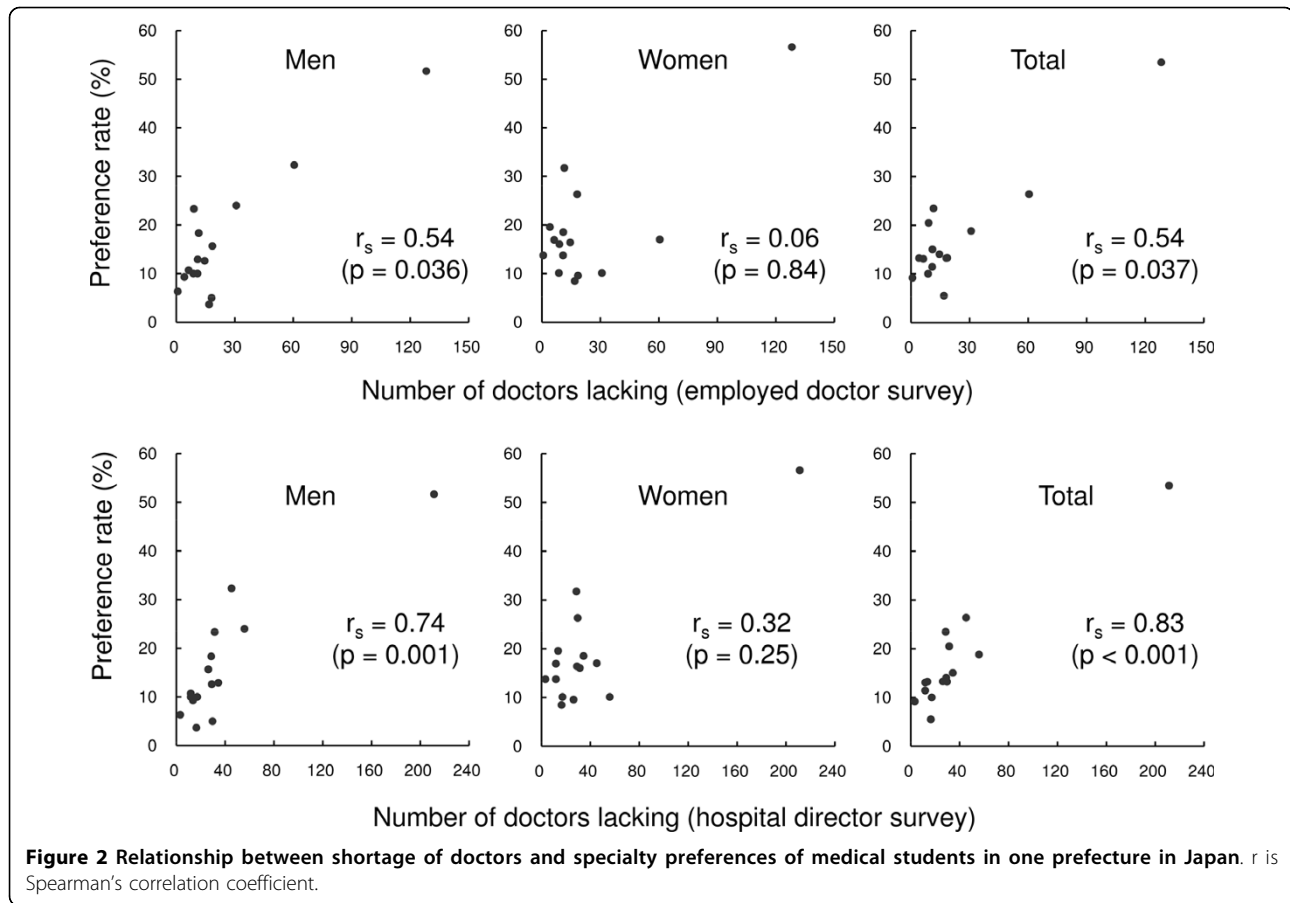 Men
Women
Total
Preference rate (%)
60
50
40
30
20
10
0
r_s = 0.54
(p = 0.036)
0 30 60 90 120 150
60
50
40
30
20
10
0
r_s = 0.06
(p = 0.84)
0 30 60 90 120 150
60
50
40
30
20
10
0
r_s = 0.54
(p = 0.037)
0 30 60 90 120 150
Number of doctors lacking (employed doctor survey)
Men
Women
Total
Preference rate (%)
60
50
40
30
20
10
0
r_s = 0.74
(p = 0.001)
0 40 80 120 160 200 240
60
50
40
30
20
10
0
r_s = 0.32
(p = 0.25)
0 40 80 120 160 200 240
60
50
40
30
20
10
0
r_s = 0.83
(p < 0.001)
0 40 80 120 160 200 240
Number of doctors lacking (hospital director survey)
Figure 2 Relationship between shortage of doctors and specialty preferences of medical students in one prefecture in Japan. r is
Spearman's correlation coefficient.